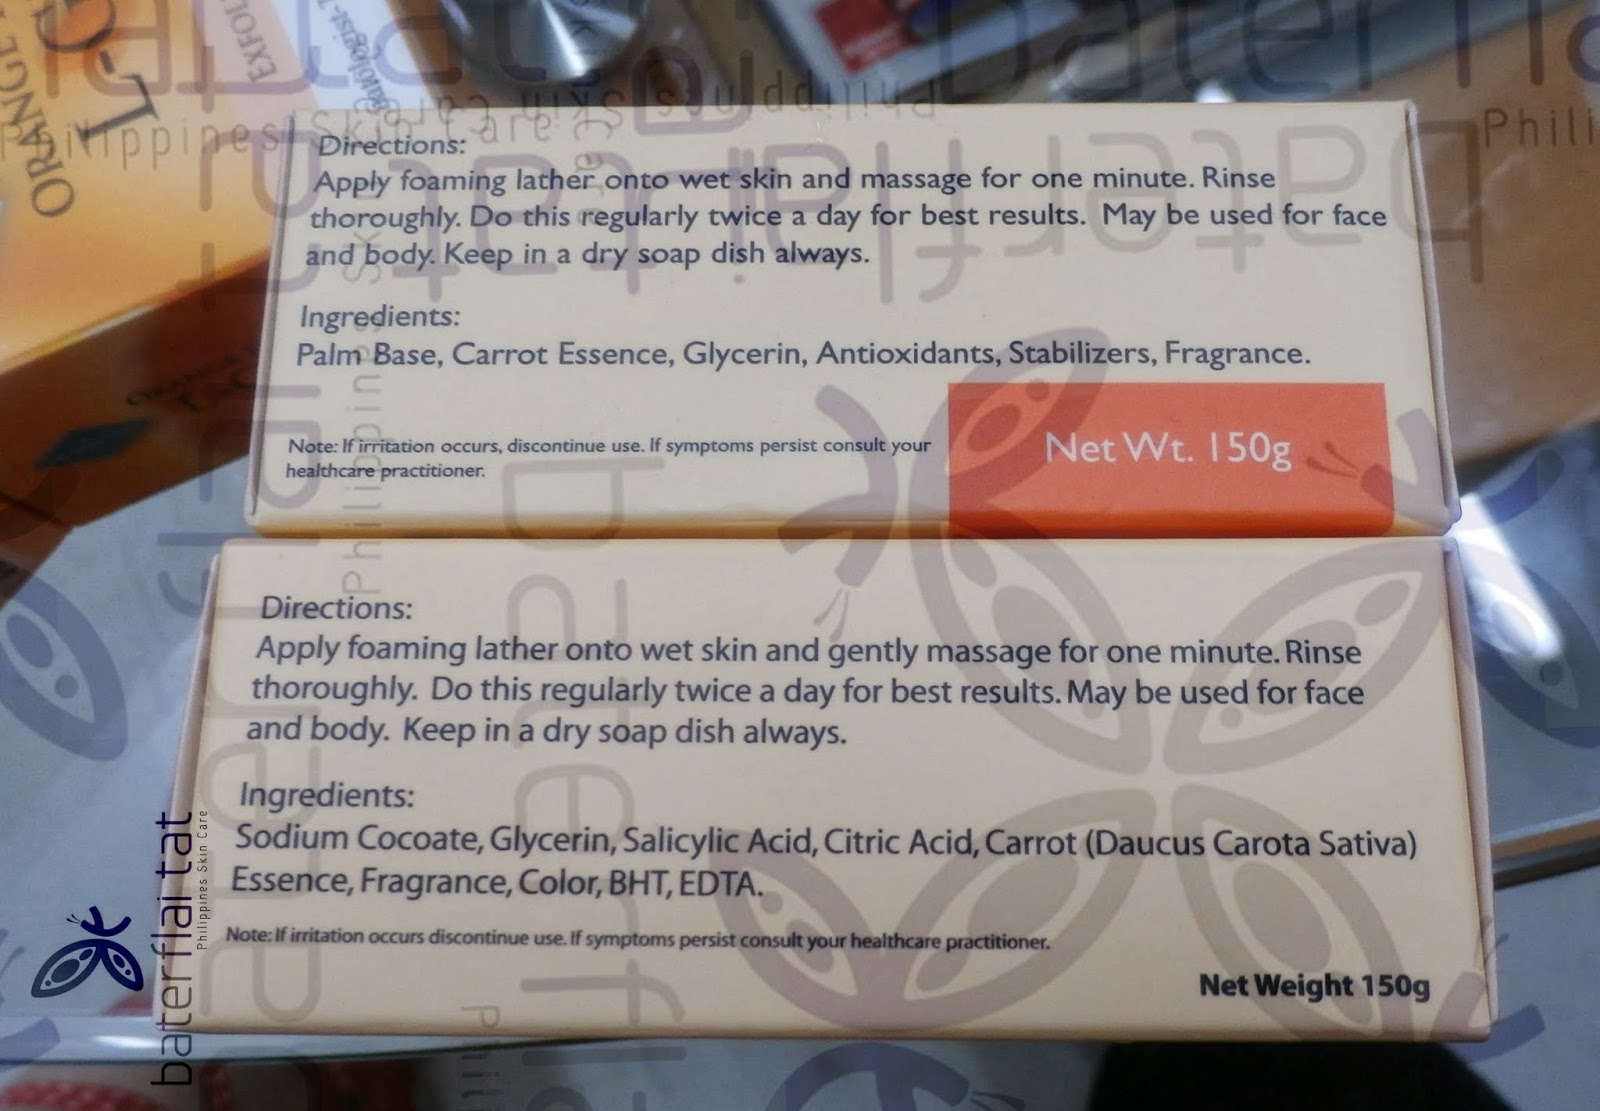 ORANGE
L-G
EXFOL
Directions:
Apply foaming lather onto wet skin and massage for one minute. Rinse
thoroughly. Do this regularly twice a day for best results. May be used for face
and body. Keep in a dry soap dish always.
Ingredients:
Palm Base, Carrot Essence, Glycerin, Antioxidants, Stabilizers, Fragrance.
Note: If irritation occurs, discontinue use. If symptoms persist consult your
healthcare practitioner.
Net Wt. 150g
Directions:
Apply foaming lather onto wet skin and gently massage for one minute. Rinse
thoroughly. Do this regularly twice a day for best results. May be used for face
and body. Keep in a dry soap dish always.
Ingredients:
Sodium Cocoate, Glycerin, Salicylic Acid, Citric Acid, Carrot (Daucus Carota Sativa)
Essence, Fragrance, Color, BHT, EDTA.
Note: If irritation occurs discontinue use. If symptoms persist consult your healthcare practitioner.
Net Weight 150g
baterflai tat
Philippines Skin Care